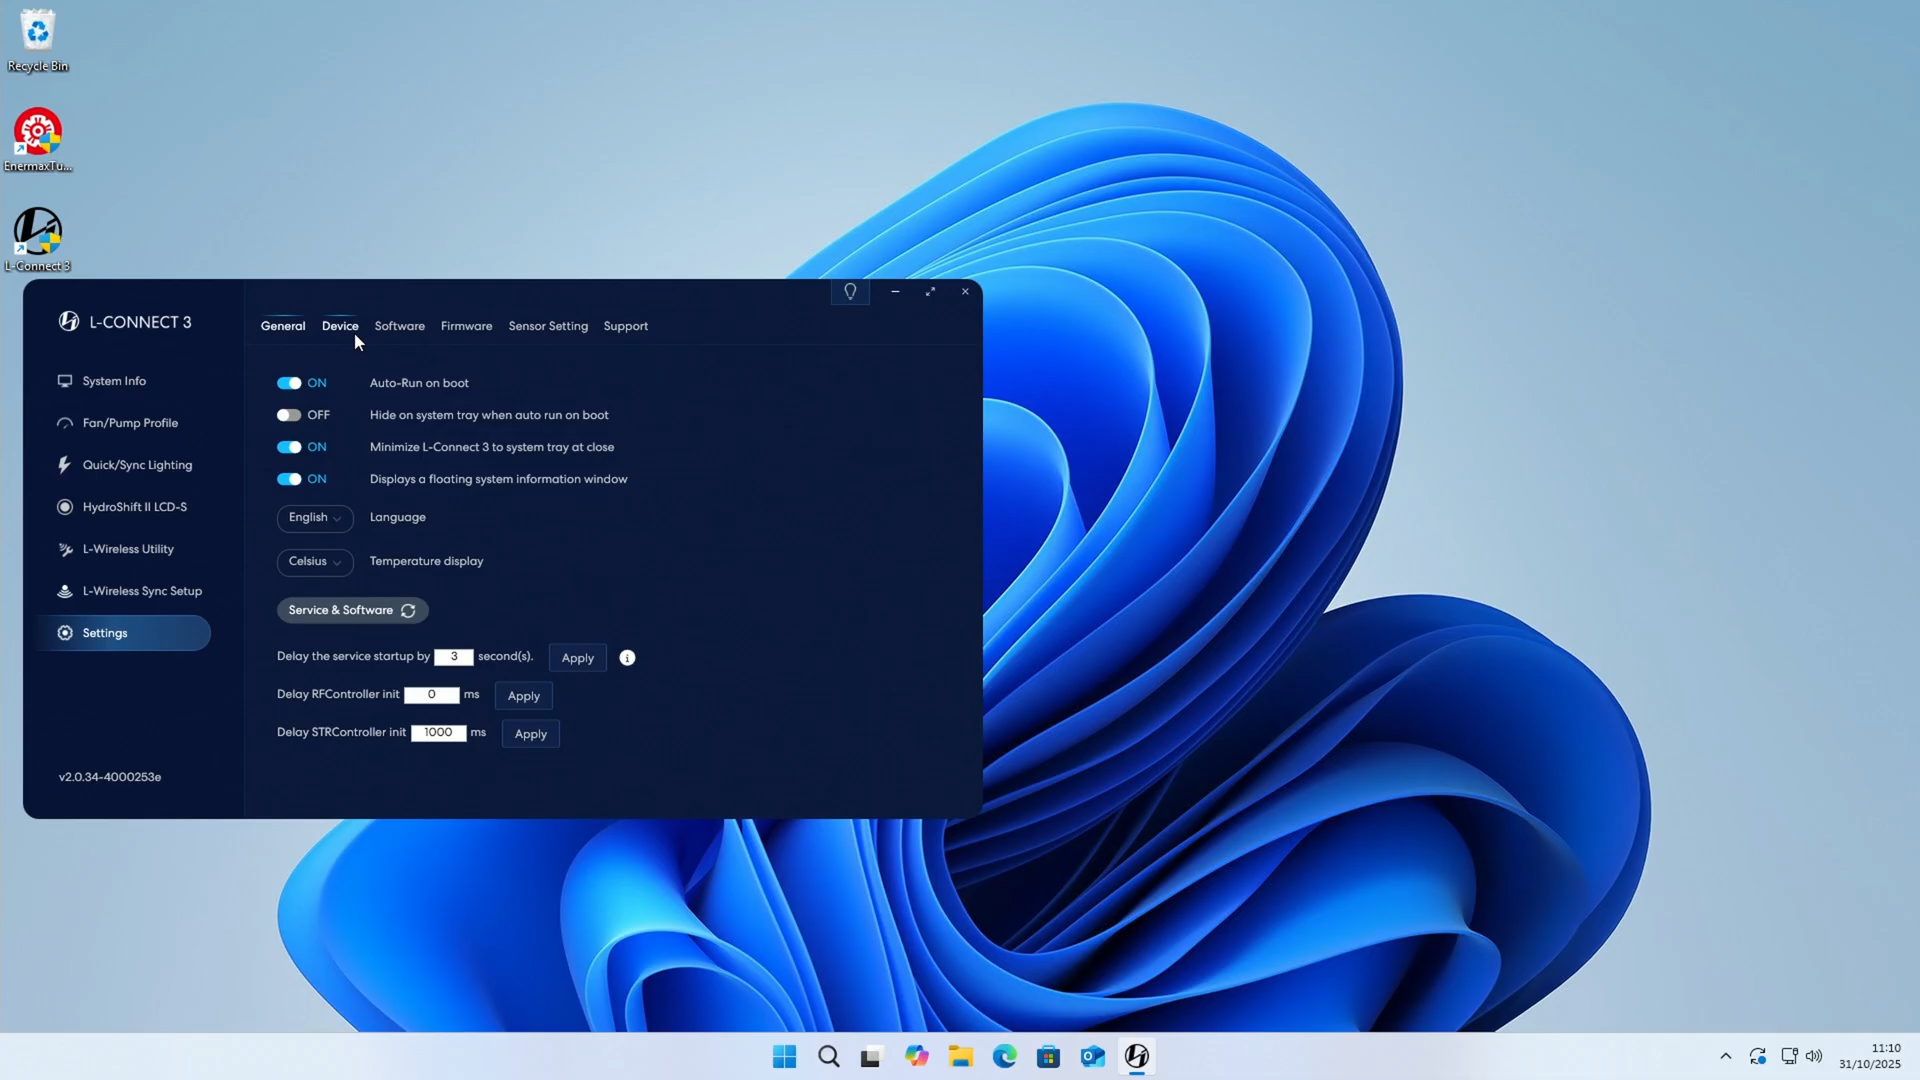 Recycle Bin
EnermaxTu...
L-Connect 3
L-CONNECT 3
System Info
Fan/Pump Profile
Quick/Sync Lighting
HydroShift II LCD-S
L-Wireless Utility
L-Wireless Sync Setup
Settings
v2.0.34-4000253e
General Device Software Firmware Sensor Setting Support
ON Auto-Run on boot
OFF Hide on system tray when auto run on boot
ON Minimize L-Connect 3 to system tray at close
ON Displays a floating system information window
English Language
Celsius Temperature display
Service & Software
Delay the service startup by 3 second(s). Apply
Delay RFController init 0 ms Apply
Delay STRController init 1000 ms Apply
11:10
31/10/2025